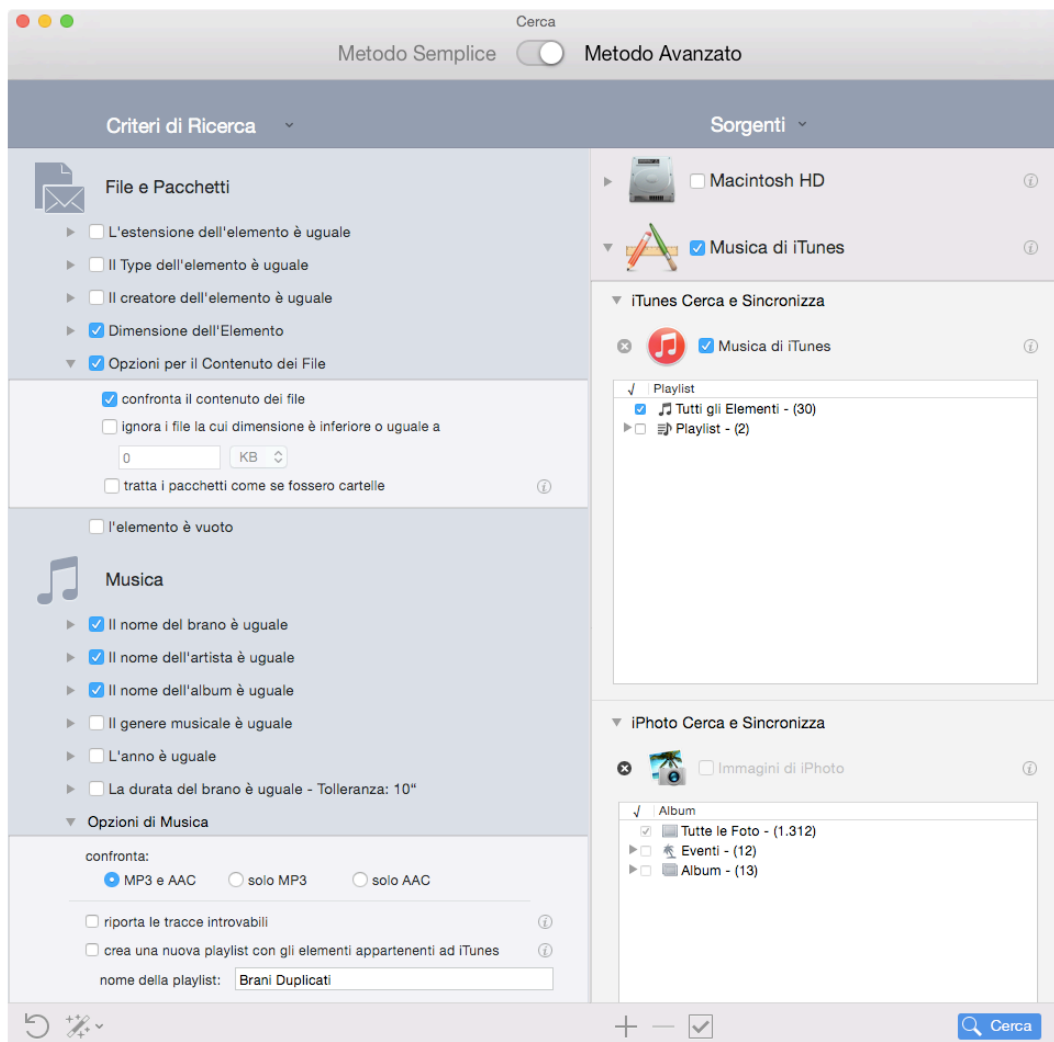 Cerca
Metodo Semplice Metodo Avanzato
Criteri di Ricerca
File e Pacchetti
L'estensione dell'elemento è uguale
Il Type dell'elemento è uguale
Il creatore dell'elemento è uguale
Dimensione dell'Elemento
Opzioni per il Contenuto dei File
confronta il contenuto dei file
ignora i file la cui dimensione è inferiore o uguale a
0 KB
tratta i pacchetti come se fossero cartelle
l'elemento è vuoto
Musica
Il nome del brano è uguale
Il nome dell'artista è uguale
Il nome dell'album è uguale
Il genere musicale è uguale
L'anno è uguale
La durata del brano è uguale - Tolleranza: 10“
Opzioni di Musica
confronta:
MP3 e AAC solo MP3 solo AAC
riporta le tracce introvabili
crea una nuova playlist con gli elementi appartenenti ad iTunes
nome della playlist: Brani Duplicati
Sorgenti
Macintosh HD
Musica di iTunes
iTunes Cerca e Sincronizza
Musica di iTunes
√ Playlist
Tutti gli Elementi - (30)
Playlist - (2)
iPhoto Cerca e Sincronizza
Immagini di iPhoto
√ Album
Tutte le Foto - (1.312)
Eventi - (12)
Album - (13)
Cerca